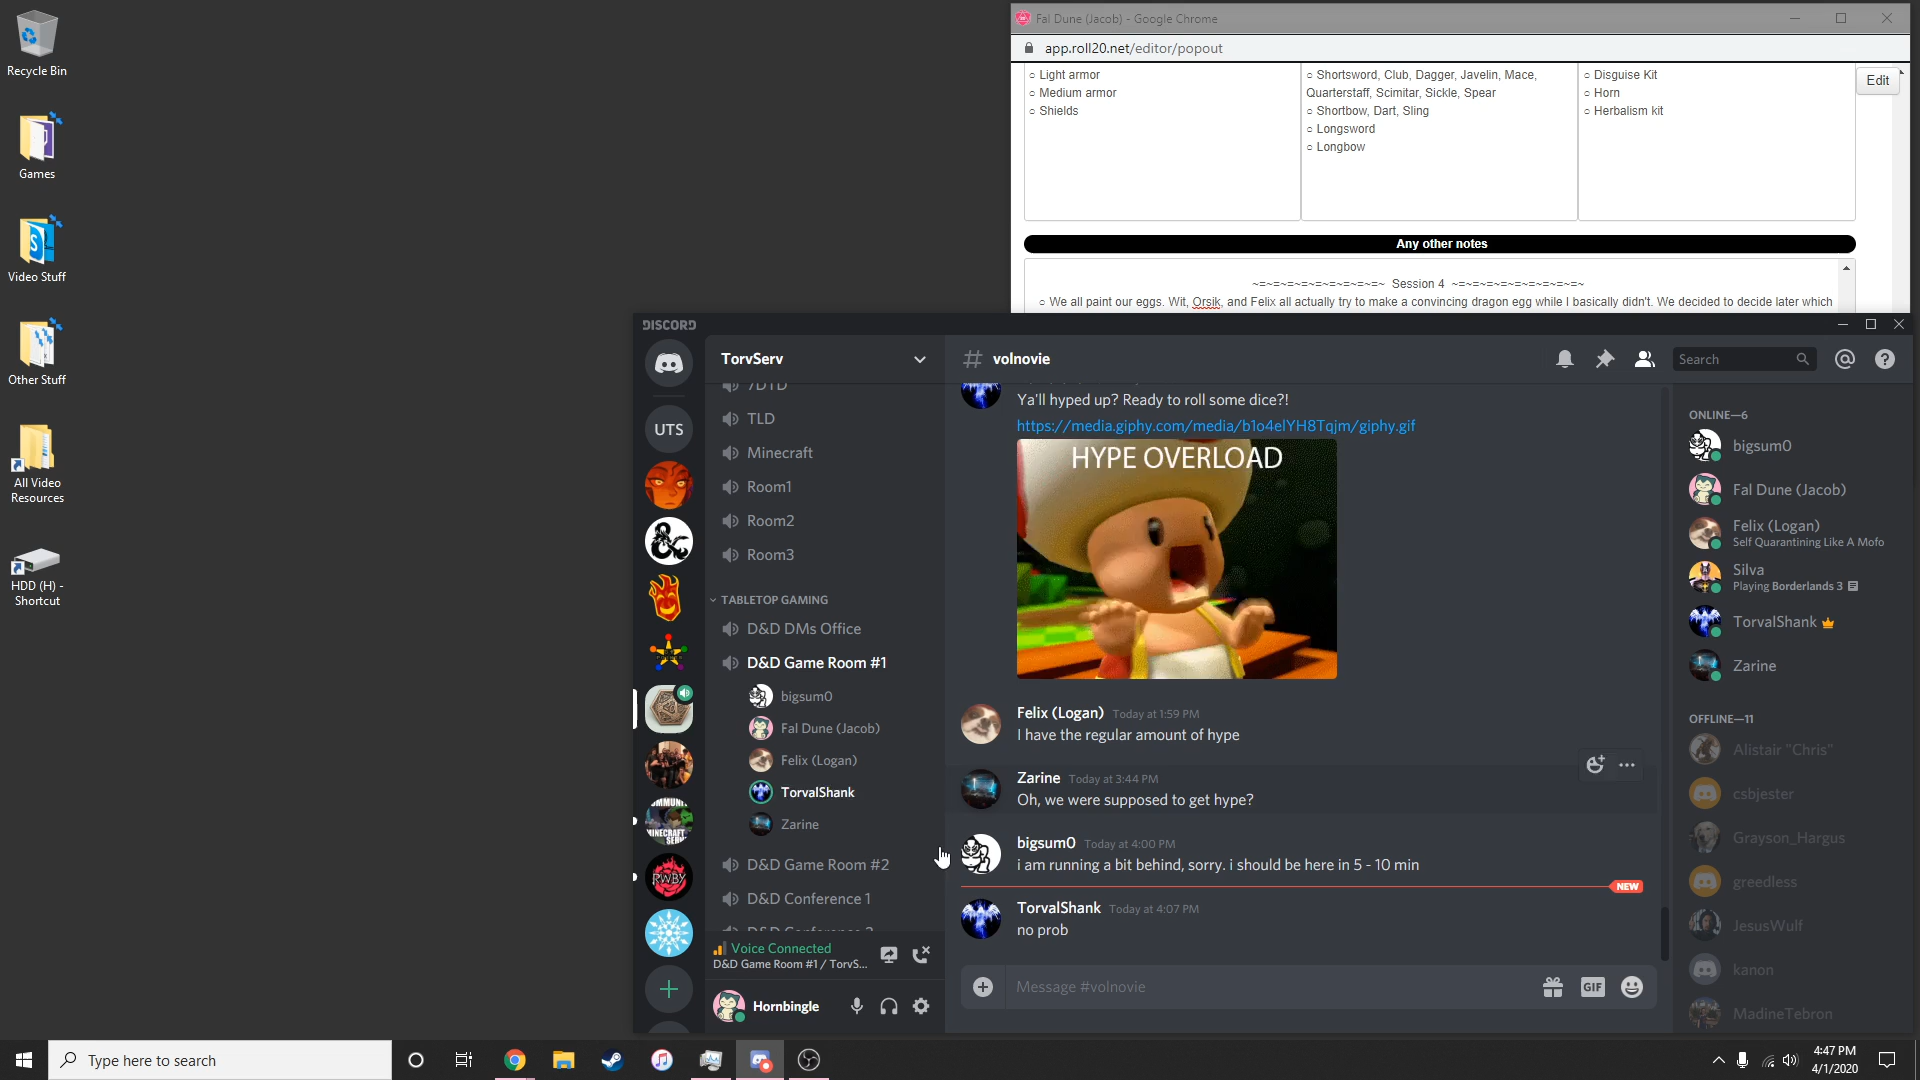 Recycle Bin
Games
Video Stuff
Other Stuff
All Video
Resources
HDD (H) -
Shortcut
Fal Dune (Jacob) - Google Chrome
app.roll20.net/editor/popout
○ Light armor
○ Medium armor
○ Shields
○ Shortsword, Club, Dagger, Javelin, Mace,
Quarterstaff, Scimitar, Sickle, Spear
○ Shortbow, Dart, Sling
○ Longsword
○ Longbow
○ Disguise Kit
○ Horn
○ Herbalism kit
Edit
Any other notes
~=~=~=~=~=~=~=~=~ Session 4 ~=~=~=~=~=~=~=~=~
○ We all paint our eggs. Wit, Orsik, and Felix all actually try to make a convincing dragon egg while I basically didn't. We decided to decide later which
DISCORD
UTS
MINECRAFT
RWBY
TorvServ
7DTD
TLD
Minecraft
Room1
Room2
Room3
TABLETOP GAMING
D&D DMs Office
D&D Game Room #1
bigsum0
Fal Dune (Jacob)
Felix (Logan)
TorvalShank
Zarine
D&D Game Room #2
D&D Conference 1
Voice Connected
D&D Game Room #1 / TorvS...
Hornbingle
# volnovie
Search
Ya'll hyped up? Ready to roll some dice?!
https://media.giphy.com/media/b1o4elYH8Tqjm/giphy.gif
HYPE OVERLOAD
Felix (Logan) Today at 1:59 PM
I have the regular amount of hype
Zarine Today at 3:44 PM
Oh, we were supposed to get hype?
bigsum0 Today at 4:00 PM
i am running a bit behind, sorry. i should be here in 5 - 10 min
NEW
TorvalShank Today at 4:07 PM
no prob
Message #volnovie
GIF
ONLINE—6
bigsum0
Fal Dune (Jacob)
Felix (Logan)
Self Quarantining Like A Mofo
Silva
Playing Borderlands 3
TorvalShank
Zarine
OFFLINE—11
Alistair "Chris"
csbjester
Grayson_Hargus
greedless
JesusWulf
kanon
MadineTebron
Type here to search
4:47 PM
4/1/2020